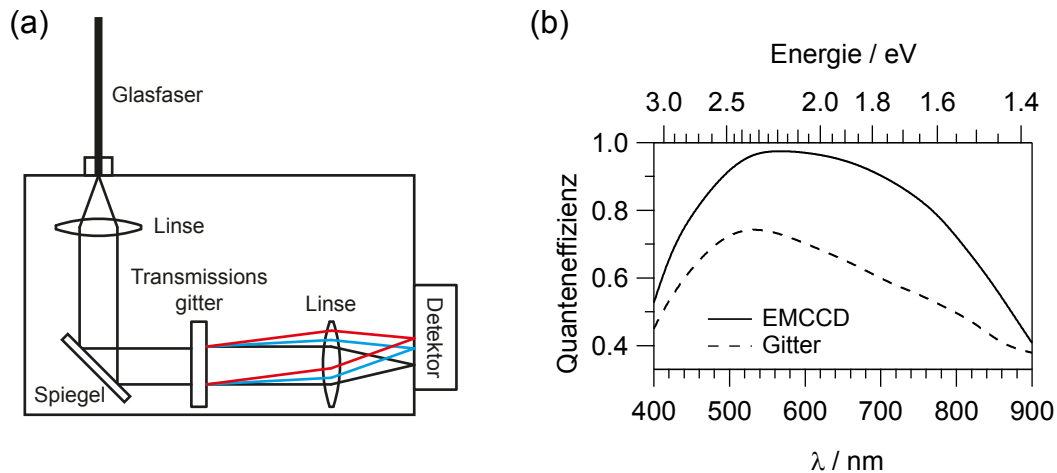 (a)
Glasfaser
Linse
Transmissions
gitter
Linse
Detektor
Spiegel
(b)
Energie / eV
3.0 2.4 2.0 1.8 1.6 1.4
Quanteneffizienz
1.0
0.8
0.6
0.4
EMCCD
Gitter
400 500 600 700 800 900
λ / nm